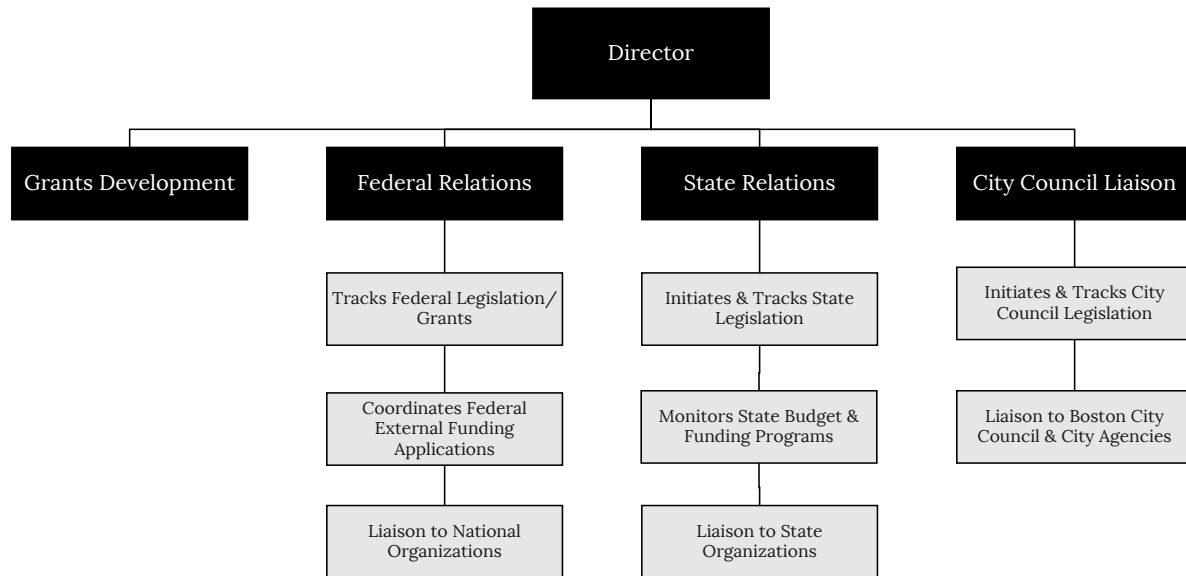 Director
Grants Development
Federal Relations
State Relations
City Council Liaison
Tracks Federal Legislation/
Grants
Initiates & Tracks State
Legislation
Initiates & Tracks City
Council Legislation
Coordinates Federal
External Funding
Applications
Monitors State Budget &
Funding Programs
Liaison to Boston City
Council & City Agencies
Liaison to National
Organizations
Liaison to State
Organizations